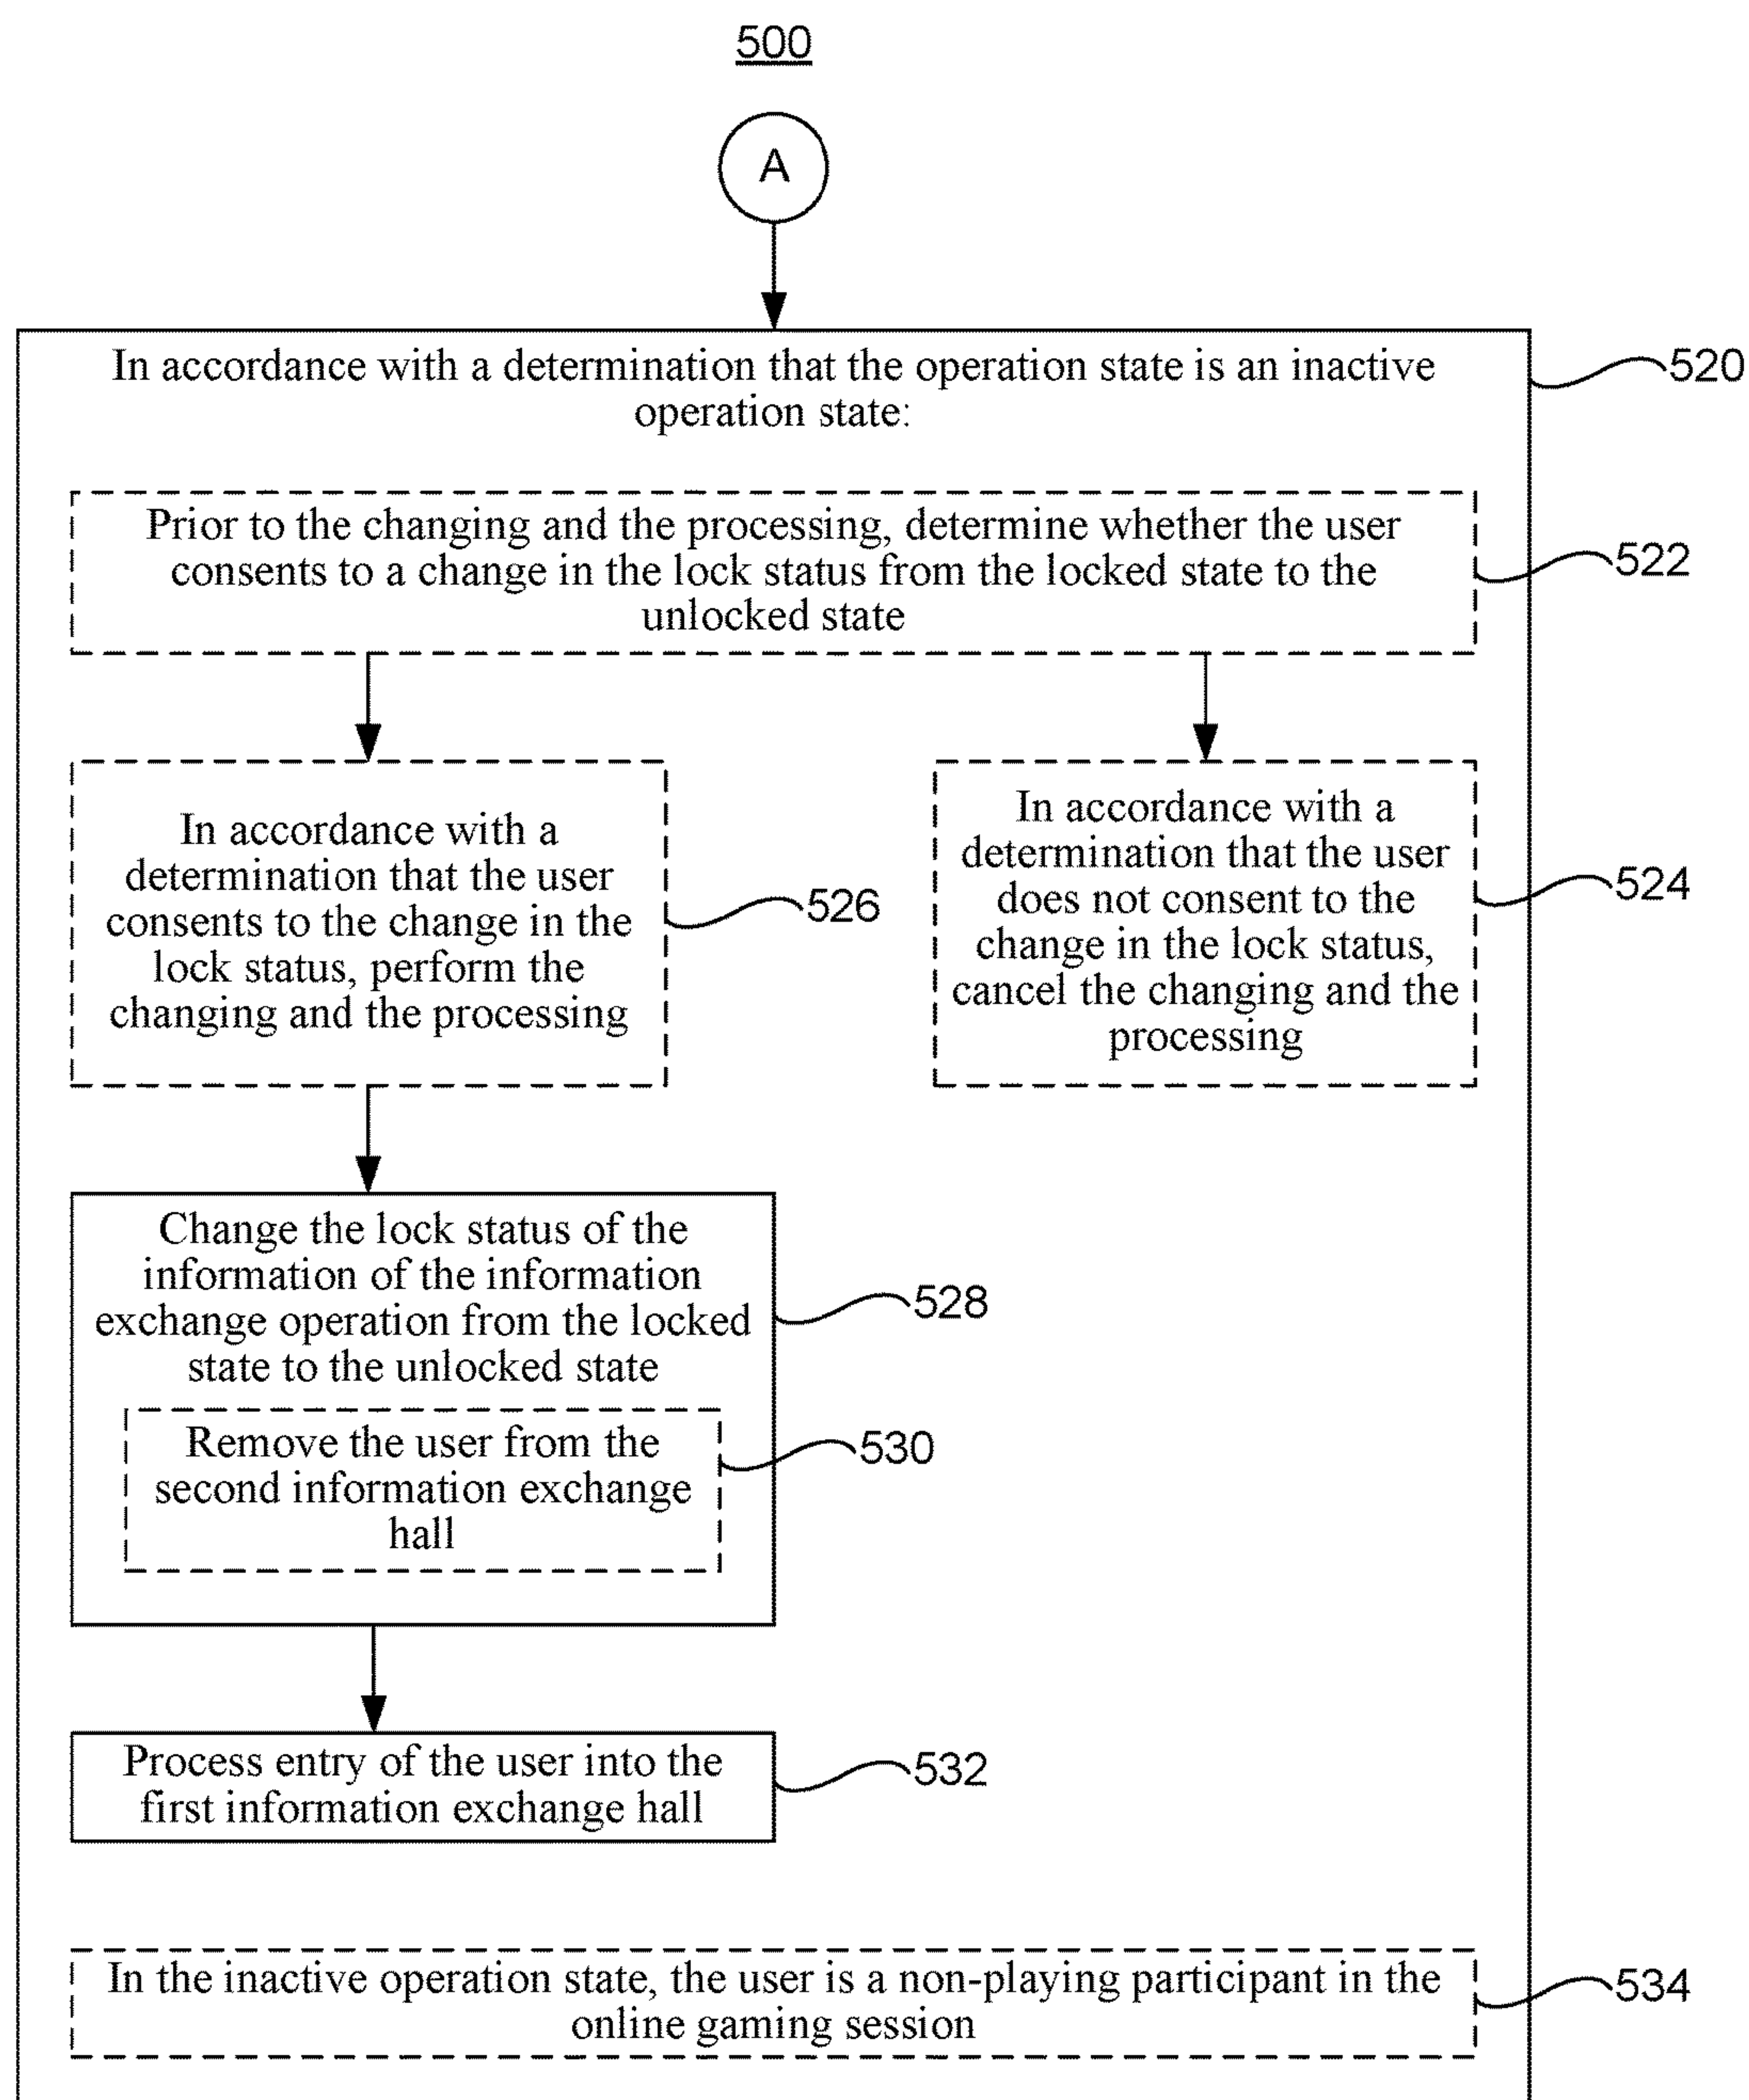 500
A
In accordance with a determination that the operation state is an inactive
operation state:
520
Prior to the changing and the processing, determine whether the user
consents to a change in the lock status from the locked state to the
unlocked state
522
In accordance with a
determination that the user
consents to the change in the
lock status, perform the
changing and the processing
526
In accordance with a
determination that the user
does not consent to the
change in the lock status,
cancel the changing and the
processing
524
Change the lock status of the
information of the information
exchange operation from the locked
state to the unlocked state
528
Remove the user from the
second information exchange
hall
530
Process entry of the user into the
first information exchange hall
532
In the inactive operation state, the user is a non-playing participant in the
online gaming session
534